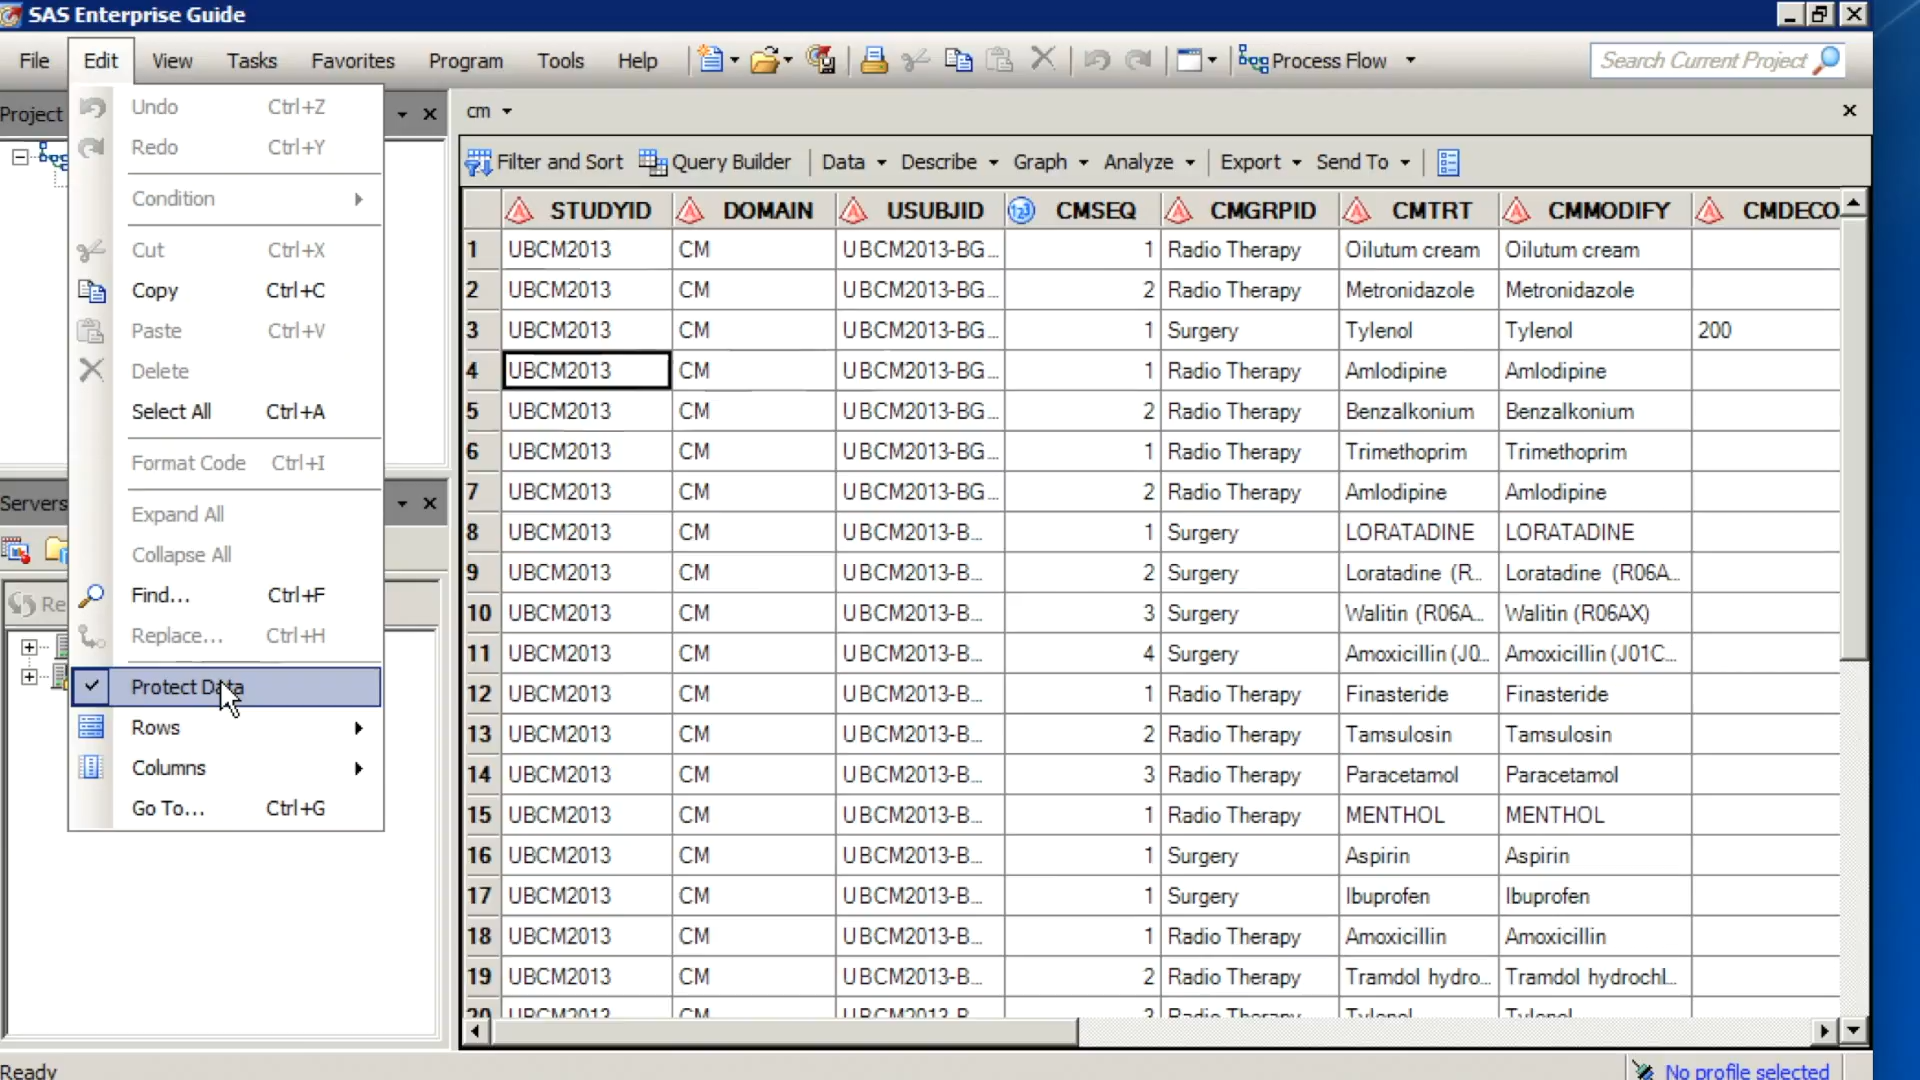 SAS Enterprise Guide
File Edit View Tasks Favorites Program Tools Help Process Flow Search Current Project
Project
Undo Ctrl+Z
Redo Ctrl+Y
Condition
Cut Ctrl+X
Copy Ctrl+C
Paste Ctrl+V
Delete
Select All Ctrl+A
Format Code Ctrl+I
Expand All
Collapse All
Find... Ctrl+F
Replace... Ctrl+H
Protect Data
Rows
Columns
Go To... Ctrl+G
Servers
Re
cm
Filter and Sort Query Builder Data Describe Graph Analyze Export Send To
STUDYID DOMAIN USUBJID CMSEQ CMGRPID CMTRT CMMODIFY CMDECO
1 UBCM2013 CM UBCM2013-BG... 1 Radio Therapy Oilutum cream Oilutum cream
2 UBCM2013 CM UBCM2013-BG... 2 Radio Therapy Metronidazole Metronidazole
3 UBCM2013 CM UBCM2013-BG... 1 Surgery Tylenol Tylenol 200
4 UBCM2013 CM UBCM2013-BG... 1 Radio Therapy Amlodipine Amlodipine
5 UBCM2013 CM UBCM2013-BG... 2 Radio Therapy Benzalkonium Benzalkonium
6 UBCM2013 CM UBCM2013-BG... 1 Radio Therapy Trimethoprim Trimethoprim
7 UBCM2013 CM UBCM2013-BG... 2 Radio Therapy Amlodipine Amlodipine
8 UBCM2013 CM UBCM2013-B... 1 Surgery LORATADINE LORATADINE
9 UBCM2013 CM UBCM2013-B... 2 Surgery Loratadine (R... Loratadine (R06A...
10 UBCM2013 CM UBCM2013-B... 3 Surgery Walitin (R06A... Walitin (R06AX)
11 UBCM2013 CM UBCM2013-B... 4 Surgery Amoxicillin (J0... Amoxicillin (J01C...
12 UBCM2013 CM UBCM2013-B... 1 Radio Therapy Finasteride Finasteride
13 UBCM2013 CM UBCM2013-B... 2 Radio Therapy Tamsulosin Tamsulosin
14 UBCM2013 CM UBCM2013-B... 3 Radio Therapy Paracetamol Paracetamol
15 UBCM2013 CM UBCM2013-B... 1 Radio Therapy MENTHOL MENTHOL
16 UBCM2013 CM UBCM2013-B... 1 Surgery Aspirin Aspirin
17 UBCM2013 CM UBCM2013-B... 1 Surgery Ibuprofen Ibuprofen
18 UBCM2013 CM UBCM2013-B... 1 Radio Therapy Amoxicillin Amoxicillin
19 UBCM2013 CM UBCM2013-B... 2 Radio Therapy Tramdol hydro... Tramdol hydrochl...
20 UBCM2013 CM Radio Therapy Tylenol Tylenol
Ready
No profile selected